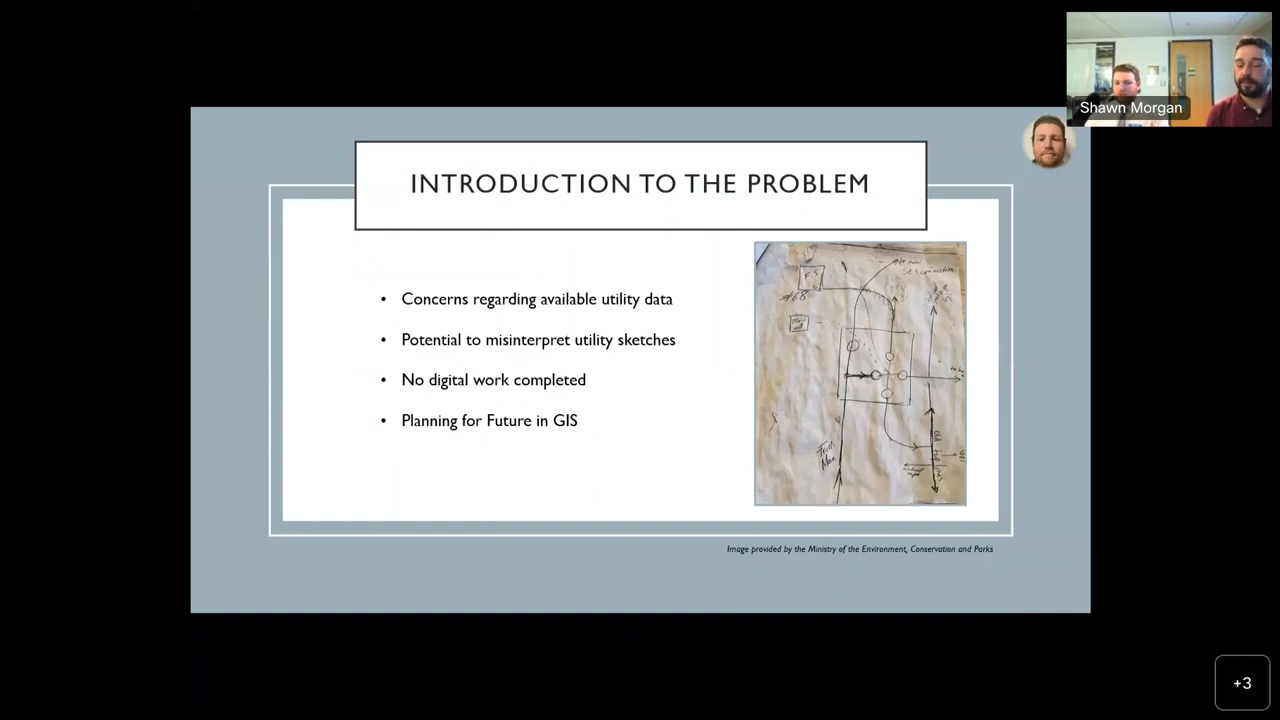 Shawn Morgan
INTRODUCTION TO THE PROBLEM
• Concerns regarding available utility data
• Potential to misinterpret utility sketches
• No digital work completed
• Planning for Future in GIS
From
Image provided by the Ministry of the Environment, Conservation and Parks
+3